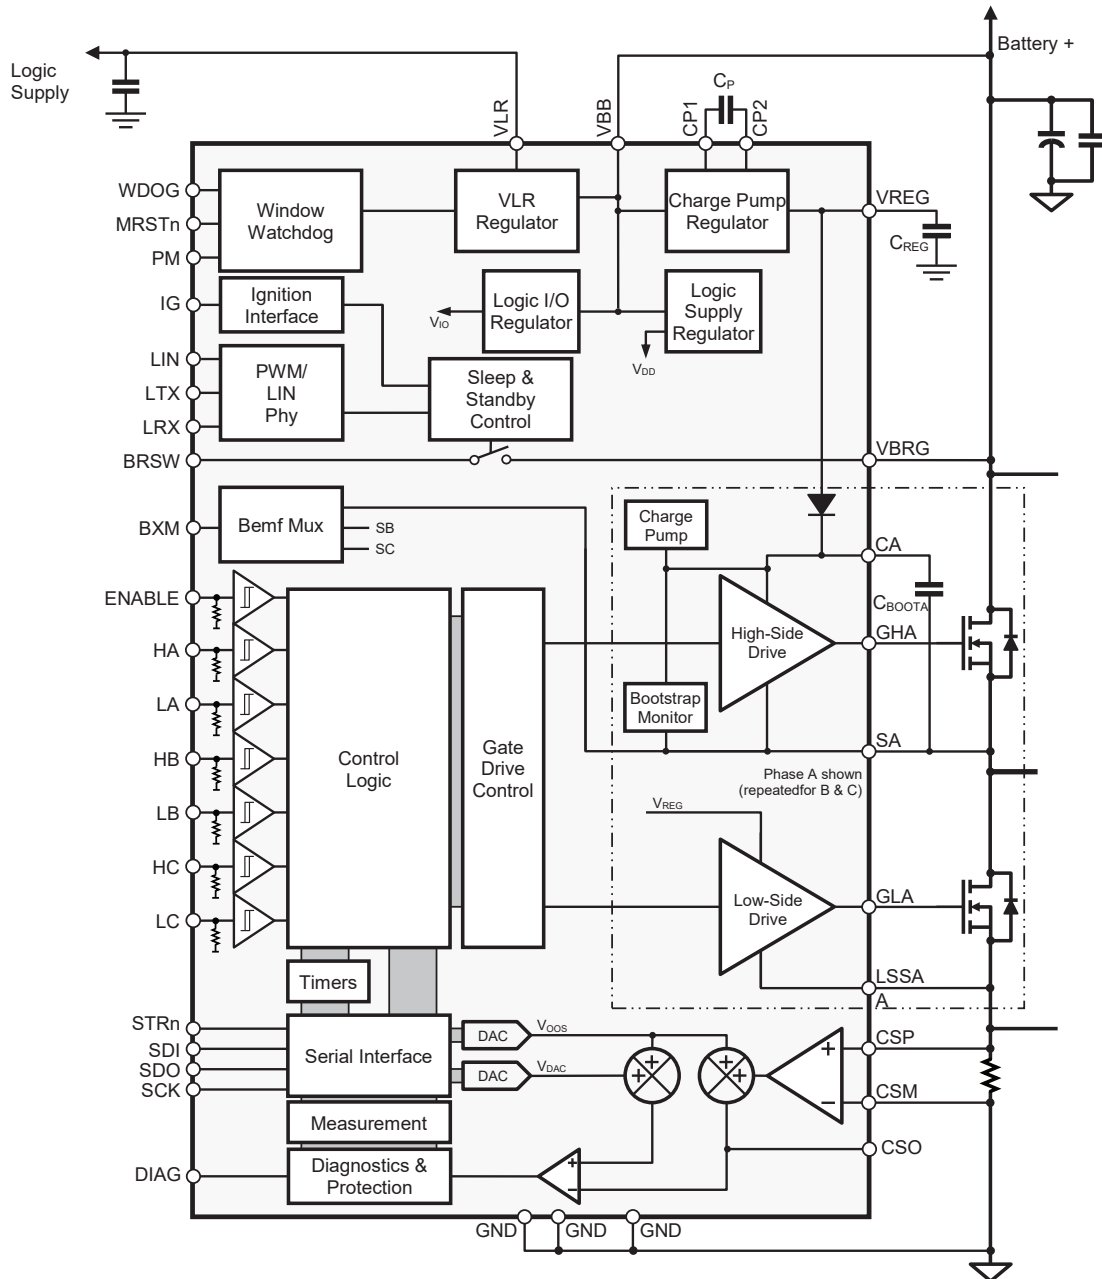 Battery +
Logic
Supply
VLR
VBB
CP1
CP
CP2
WDOG
MRSTn
PM
Window
Watchdog
VLR
Regulator
Charge Pump
Regulator
VREG
CREG
IG
Ignition
Interface
VIO
Logic I/O
Regulator
Logic
Supply
Regulator
VDD
LIN
LTX
LRX
PWM/
LIN
Phy
Sleep &
Standby
Control
BRSW
VBRG
BXM
Bemf Mux
SB
SC
Charge
Pump
CA
CBOOTA
ENABLE
HA
LA
HB
LB
HC
LC
Control
Logic
Gate
Drive
Control
High-Side
Drive
GHA
Bootstrap
Monitor
SA
Phase A shown
(repeatedfor B & C)
VREG
Low-Side
Drive
GLA
LSSA
A
Timers
STRn
SDI
SDO
SCK
Serial Interface
DAC
VOOS
DAC
VDAC
+
+
+
+
+
–
CSP
CSM
CSO
Measurement
DIAG
Diagnostics &
Protection
+
–
GND
GND
GND